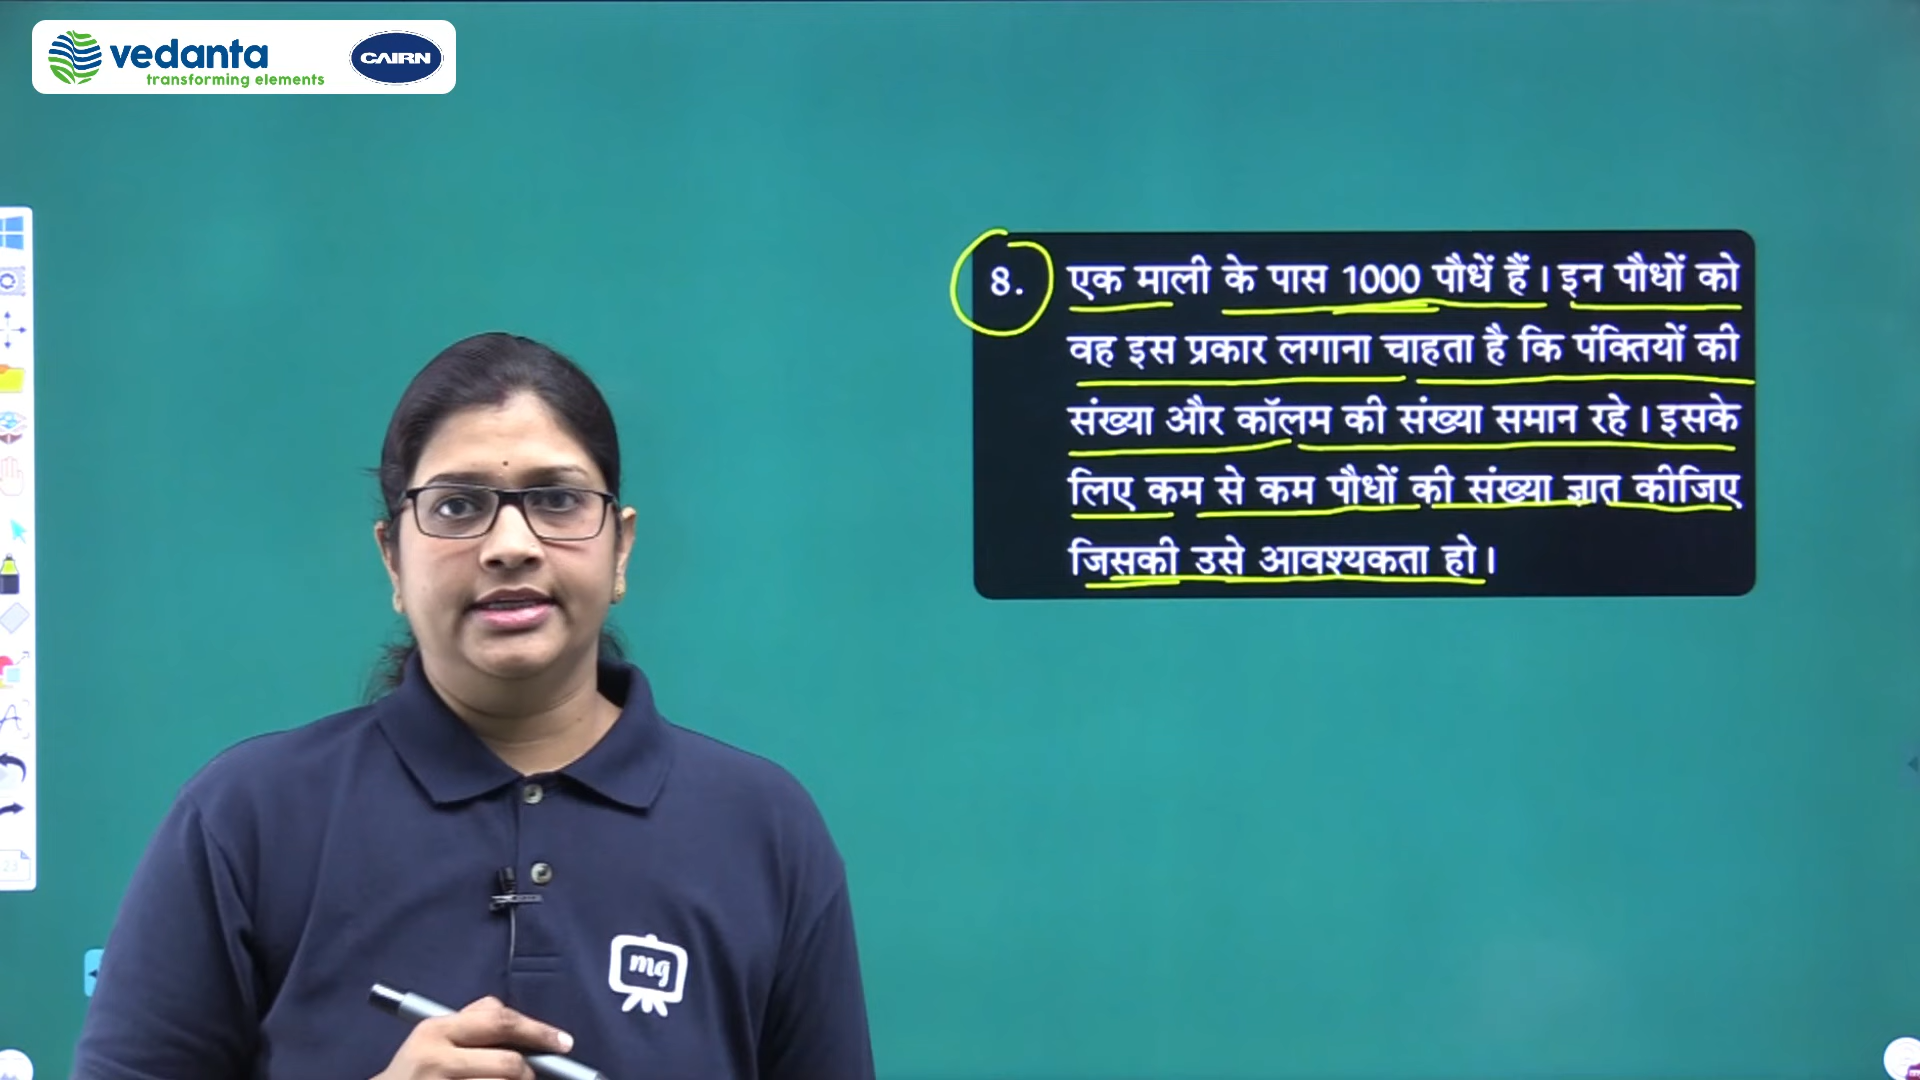 vedanta
transforming elements
CAIRN
8. एक माली के पास 1000 पौधें हैं। इन पौधों को
वह इस प्रकार लगाना चाहता है कि पंक्तियों की
संख्या और कॉलम की संख्या समान रहे। इसके
लिए कम से कम पौधों की संख्या ज्ञात कीजिए
जिसकी उसे आवश्यकता हो।
mg